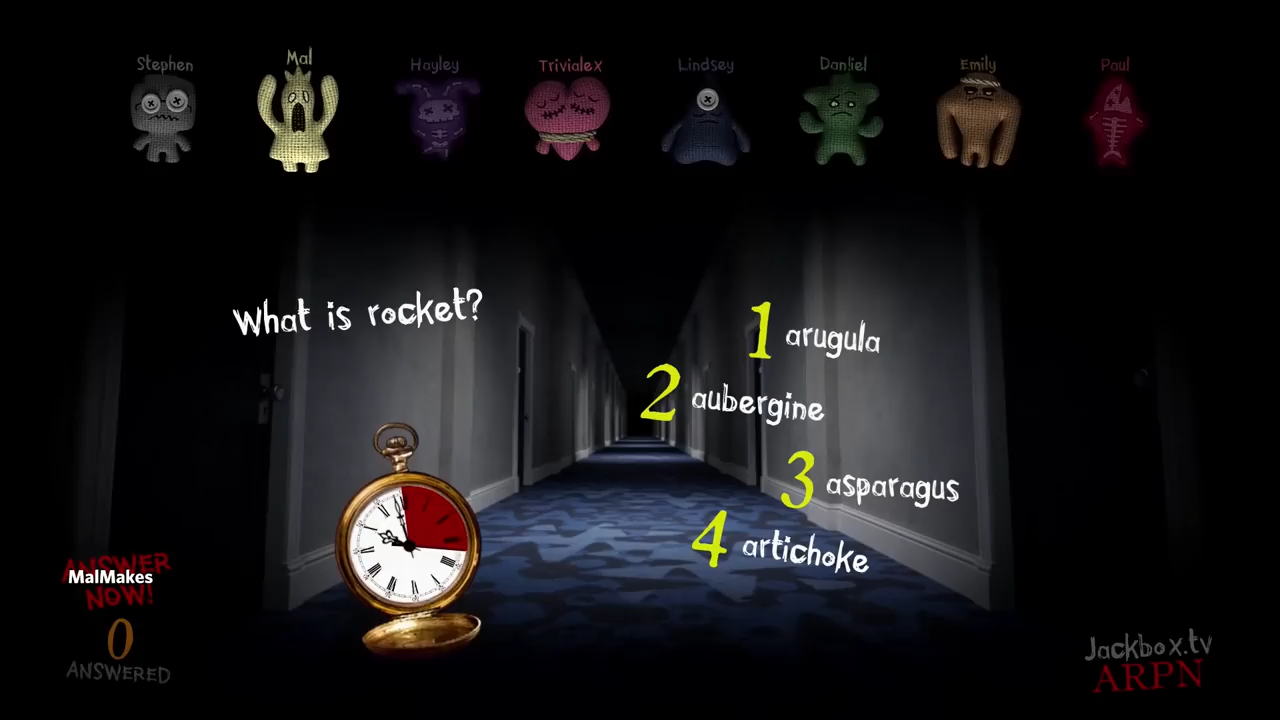 Stephen
Mal
Hayley
Trivialex
Lindsey
Daniel
Emily
Paul
What is rocket?
1 arugula
2 aubergine
3 asparagus
4 artichoke
ANSWER
MalMakes
NOW!
0
ANSWERED
Jackbox.tv
ARPN